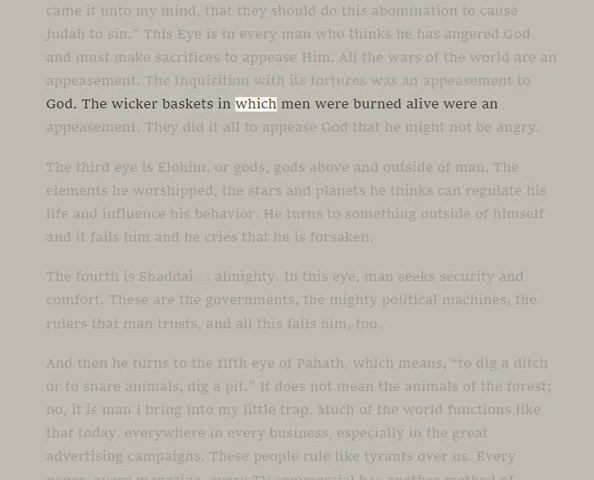 came it unto my mind, that they should do this abomination to cause
Judah to sin.” This Eye is in every man who thinks he has angered God
and must make sacrifices to appease Him. All the wars of the world are an
appeasement. The Inquisition with its tortures was an appeasement to
God. The wicker baskets in which men were burned alive were an
appeasement. They did it all to appease God that he might not be angry.
The third eye is Elohim, or gods, gods above and outside of man. The
elements he worshipped, the stars and planets he thinks can regulate his
life and influence his behavior. He turns to something outside of himself
and it fails him and he cries that he is forsaken.
The fourth is Shaddai . . almighty. In this eye, man seeks security and
comfort. These are the governments, the mighty political machines, the
rulers that man trusts, and all this fails him, too.
And then he turns to the fifth eye of Pahath, which means, “to dig a ditch
or to snare animals, dig a pit.” It does not mean the animals of the forest;
no, it is man I bring into my little trap. Much of the world functions like
that today, everywhere in every business, especially in the great
advertising campaigns. These people rule like tyrants over us. Every
paper, every magazine, every TV commercial has another method of